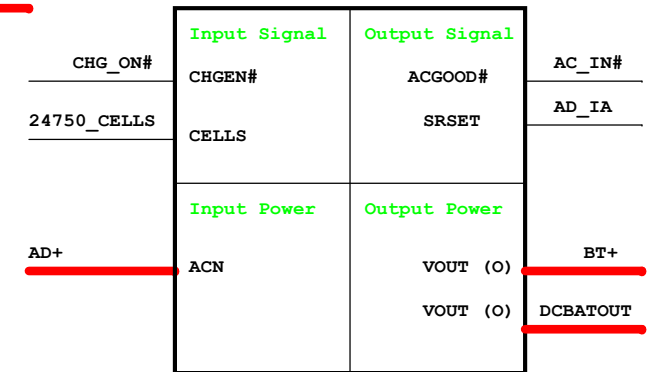 Input Signal Output Signal
CHG_ON# CHGEN# ACGOOD# AC_IN#
24750_CELLS CELLS SRSET AD_IA
Input Power Output Power
AD+ ACN VOUT (O) BT+
VOUT (O) DCBATOUT